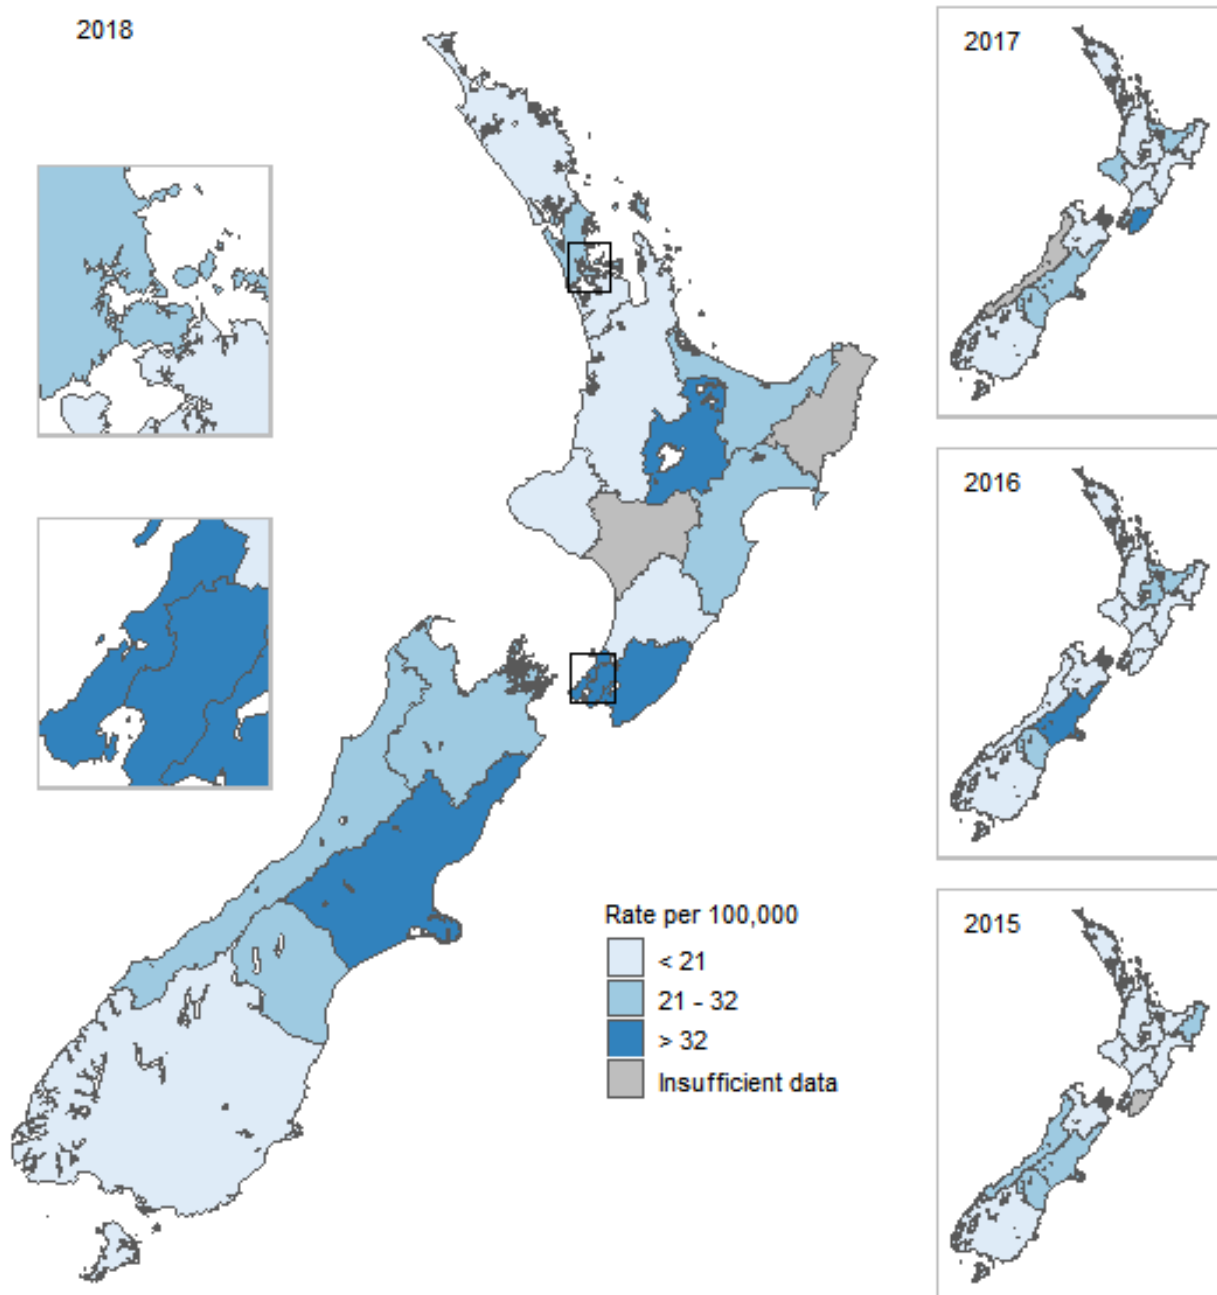 2018
2017
2016
2015
Rate per 100,000
< 21
21 - 32
> 32
Insufficient data